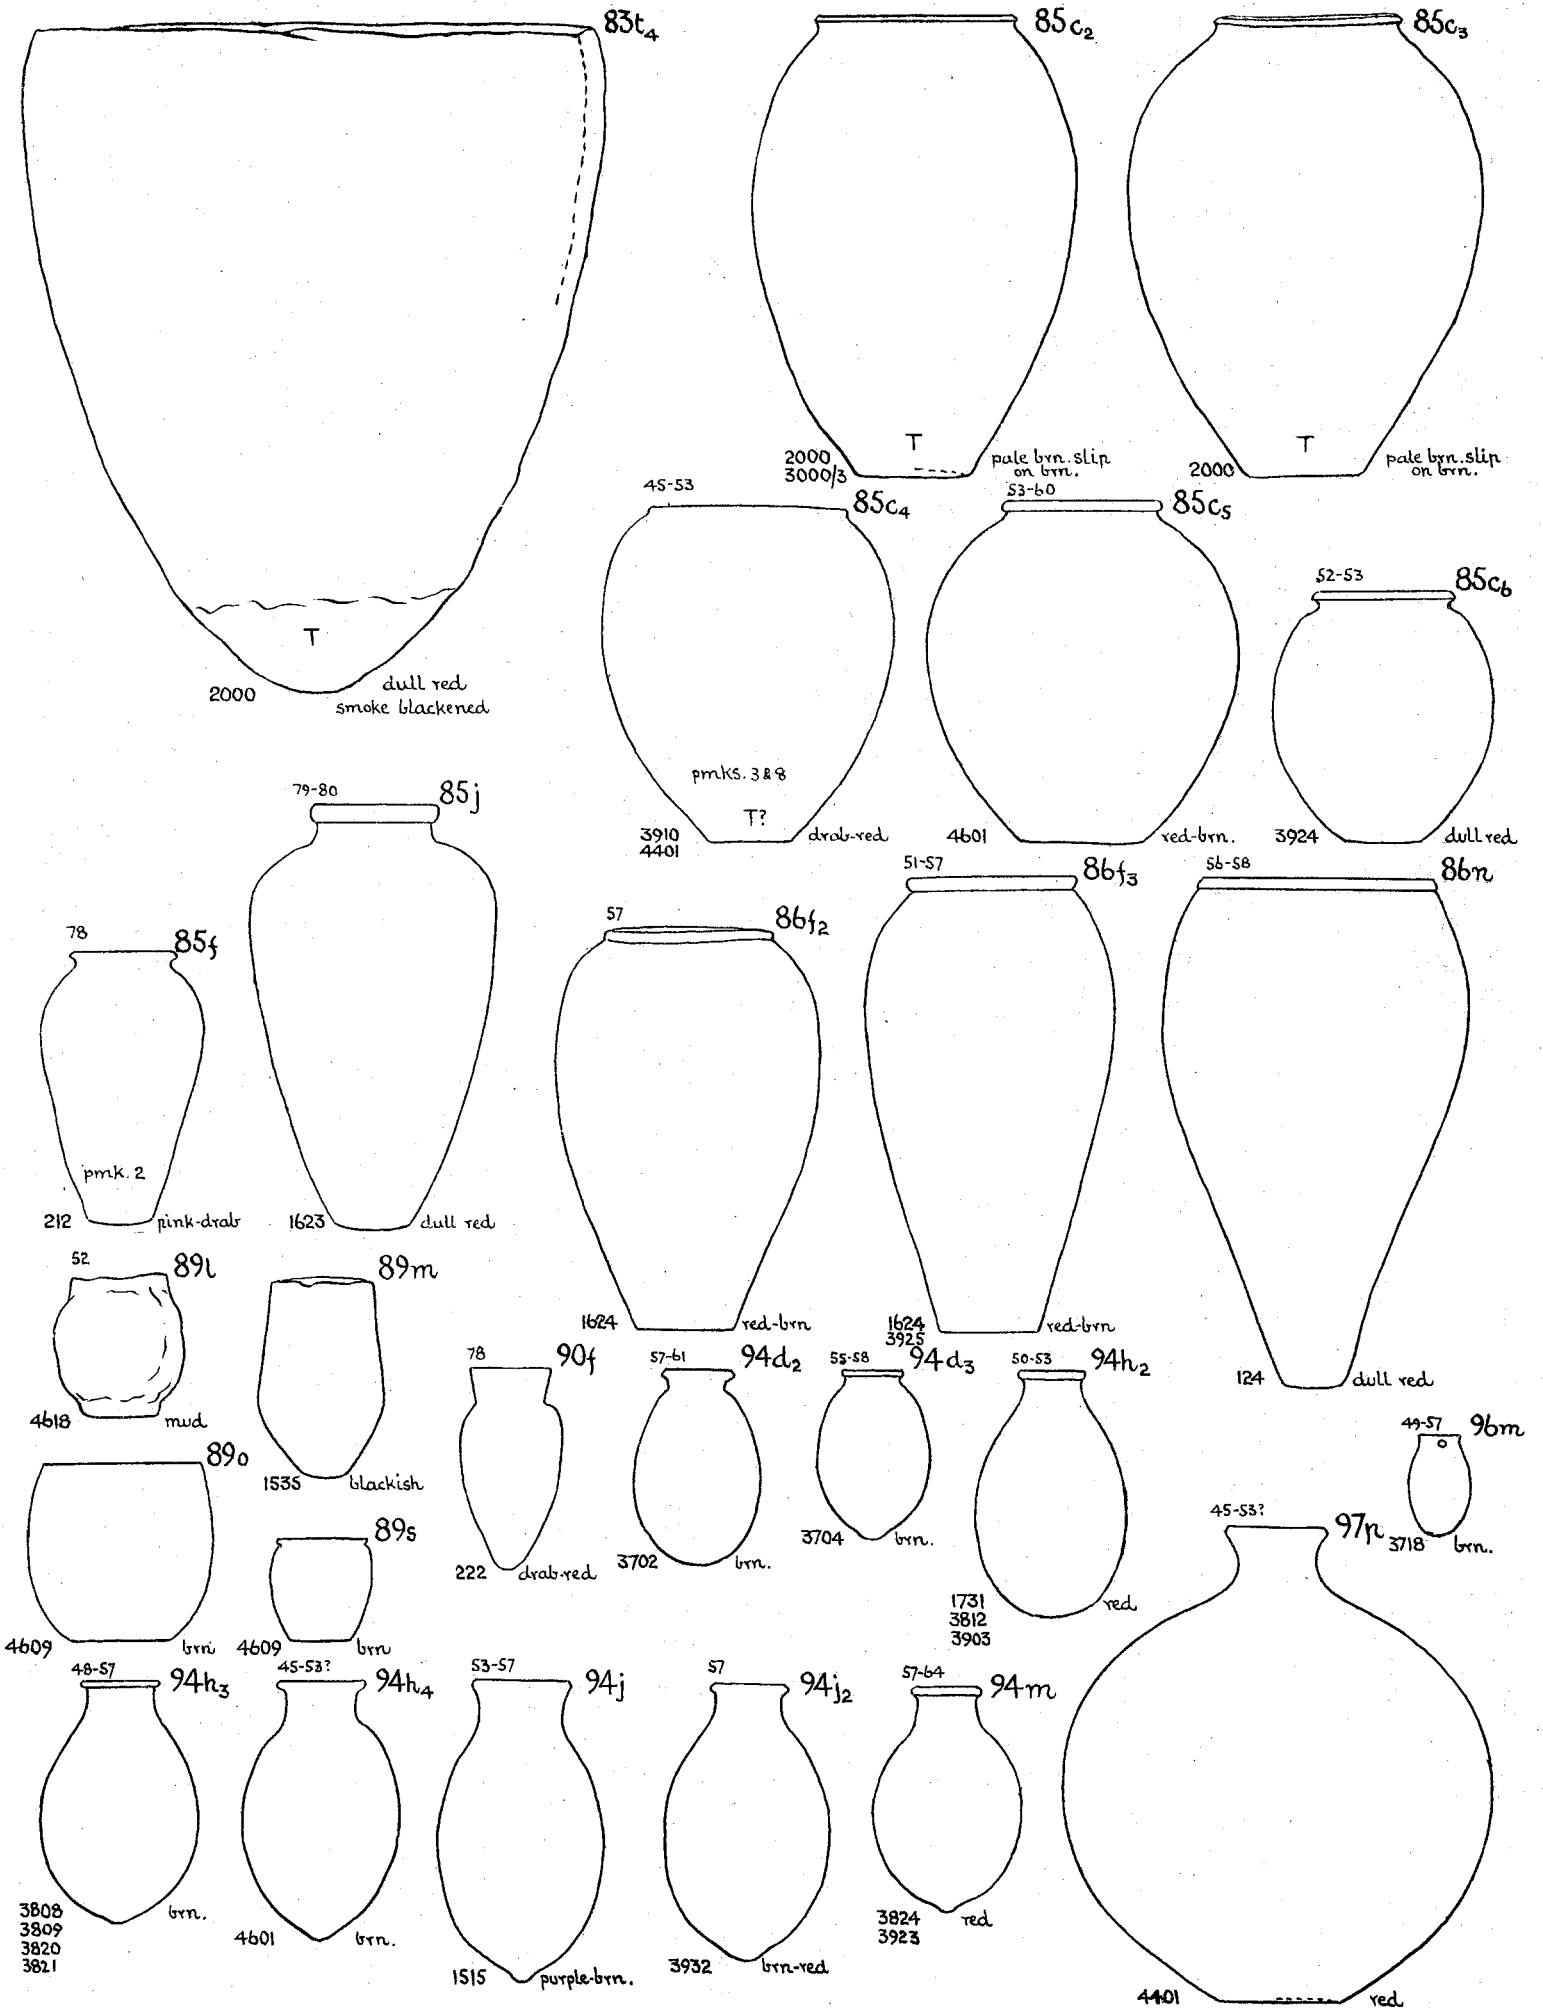 83t4
85c2
85c3
T
2000
3000/3
pale brn. slip
on brn.
T
2000
pale brn. slip
on brn.
T
2000
dull red
smoke blackened
45-53
85c4
pmks. 3 & 8
T?
3910
4401
drab-red
53-60
85c5
4601
red-brn.
52-53
85c6
3924
dull red
78
85f
pmk. 2
212
pink-drab
79-80
85j
1623
dull red
57
86f2
1624
red-brn
51-57
86f3
1624
3925
red-brn
56-58
86n
124
dull red
52
89l
4618
mud
89m
1535
blackish
89o
4609
brn
89s
4609
brn
78
90f
222
drab-red
57-61
94d2
3702
brn.
55-58
94d3
3704
brn.
50-53
94h2
1731
3812
3903
red
49-57
96m
3718
brn.
48-57
94h3
3808
3809
3820
3821
brn.
45-53?
94h4
4601
brn.
53-57
94j
1515
purple-brn.
57
94j2
3932
brn-red
57-64
94m
3824
3923
red
45-53?
97p
4401
red